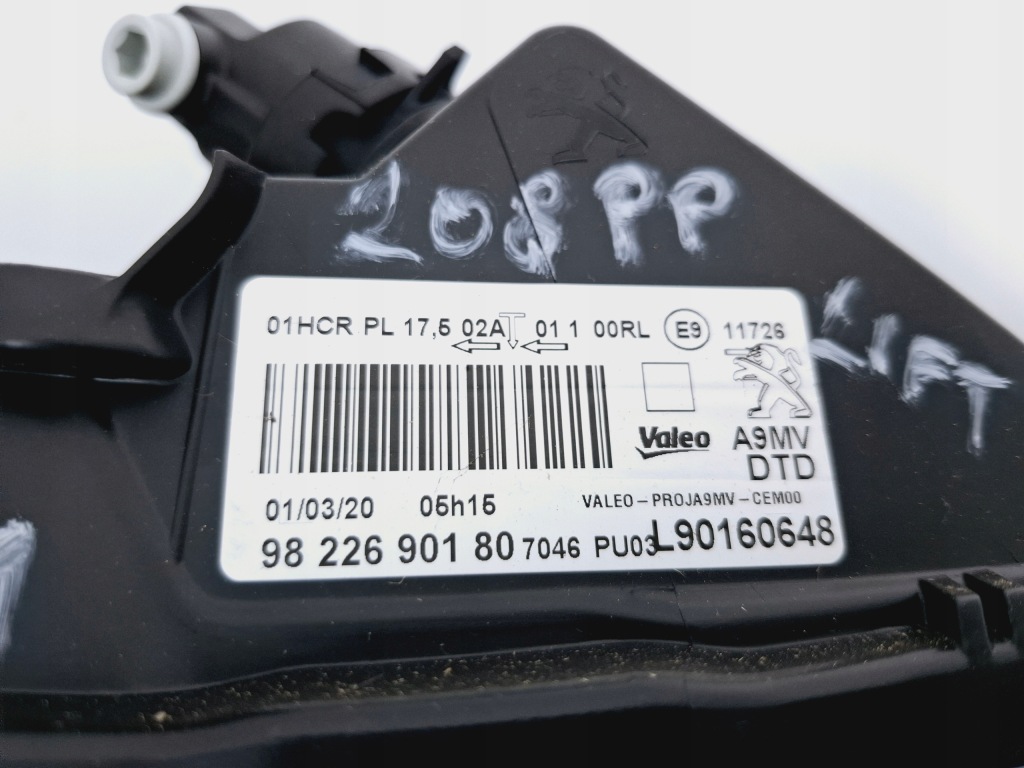 208PP
LIFT
01HCR PL 17,5 02A T 01 1 00RL E9 11726
Valeo
A9MV
DTD
01/03/20 05h15 VALEO-PROJA9MV-CEM00
98 226 901 80 7046 PU03 L90160648